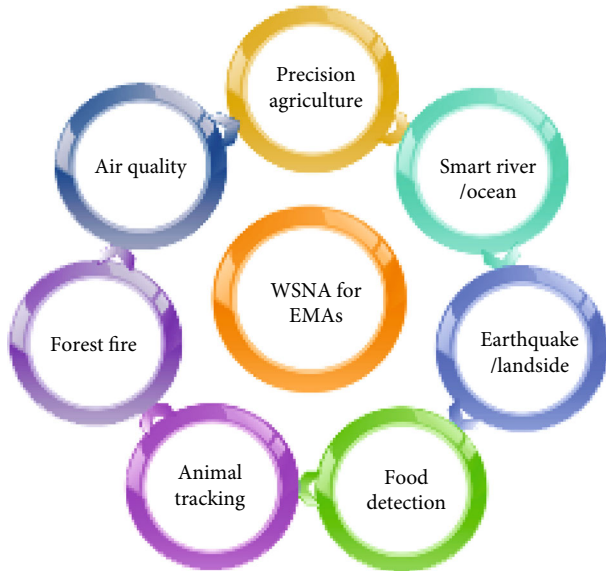 Precision
agriculture
Smart river
/ocean
Earthquake
/landside
Food
detection
Animal
tracking
Forest fire
Air quality
WSNA for
EMAs